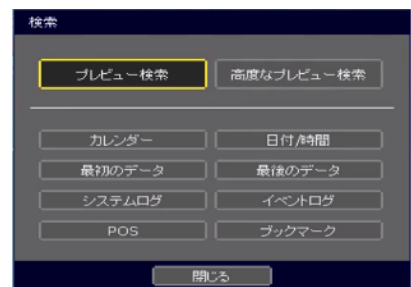 検索
プレビュー検索 高度なプレビュー検索
カレンダー 日付/時間
最初のデータ 最後のデータ
システムログ イベントログ
POS ブックマーク
閉じる